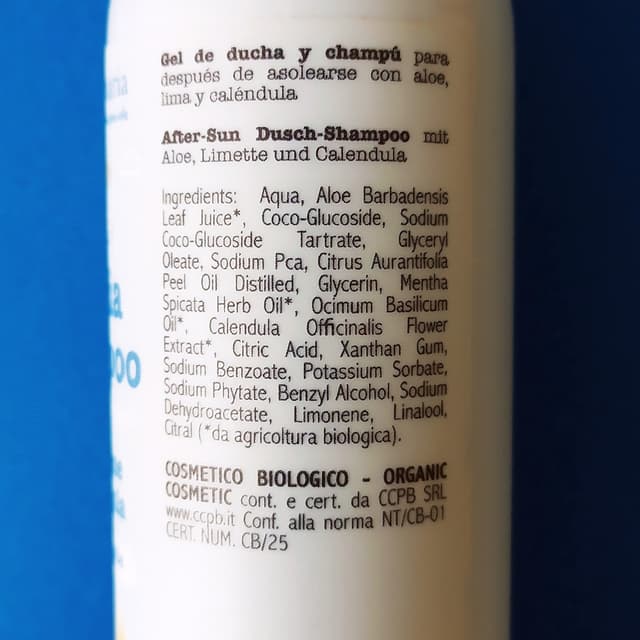 Gel de ducha y champú para
después de asolearse con aloe,
lima y caléndula
After-Sun Dusch-Shampoo mit
Aloe, Limette und Calendula
Ingredients: Aqua, Aloe Barbadensis
Leaf Juice*, Coco-Glucoside, Sodium
Coco-Glucoside Tartrate, Glyceryl
Oleate, Sodium Pca, Citrus Aurantifolia
Peel Oil Distilled, Glycerin, Mentha
Spicata Herb Oil*, Ocimum Basilicum
Oil*, Calendula Officinalis Flower
Extract*, Citric Acid, Xanthan Gum,
Sodium Benzoate, Potassium Sorbate,
Sodium Phytate, Benzyl Alcohol, Sodium
Dehydroacetate, Limonene, Linalool,
Citral (*da agricoltura biologica).
COSMETICO BIOLOGICO - ORGANIC
COSMETIC cont. e cert. da CCPB SRL
www.ccpb.it Conf. alla norma NT/CB-01
CERT. NUM. CB/25